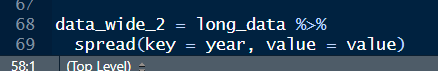 67
68 data_wide_2 = long_data %>%
69   spread(key = year, value = value)
58:1 (Top Level)